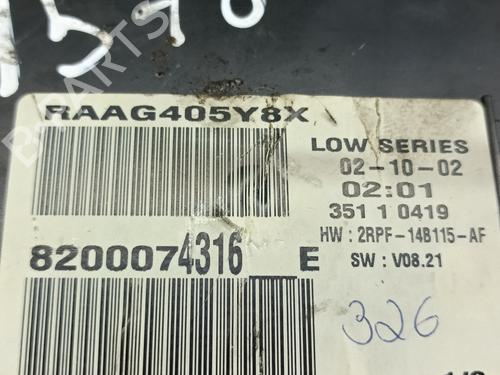 RAAG405Y8X
LOW SERIES
02-10-02
02:01
351 1 0419
HW : 2RPF-14B115-AF
SW : V08.21
8200074316__E
326